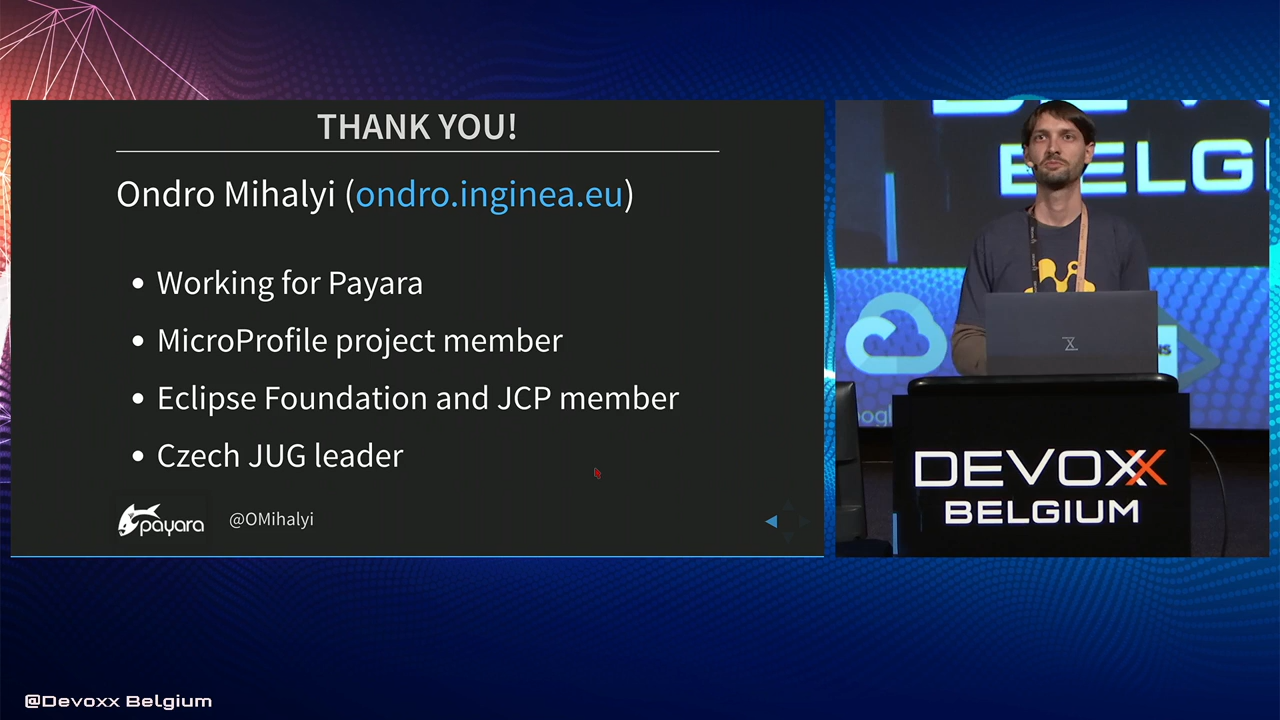 THANK YOU!
Ondro Mihalyi (ondro.inginea.eu)
Working for Payara
MicroProfile project member
Eclipse Foundation and JCP member
Czech JUG leader
payara
@OMihalyi
BELG
DEVOXX
BELGIUM
@Devoxx Belgium